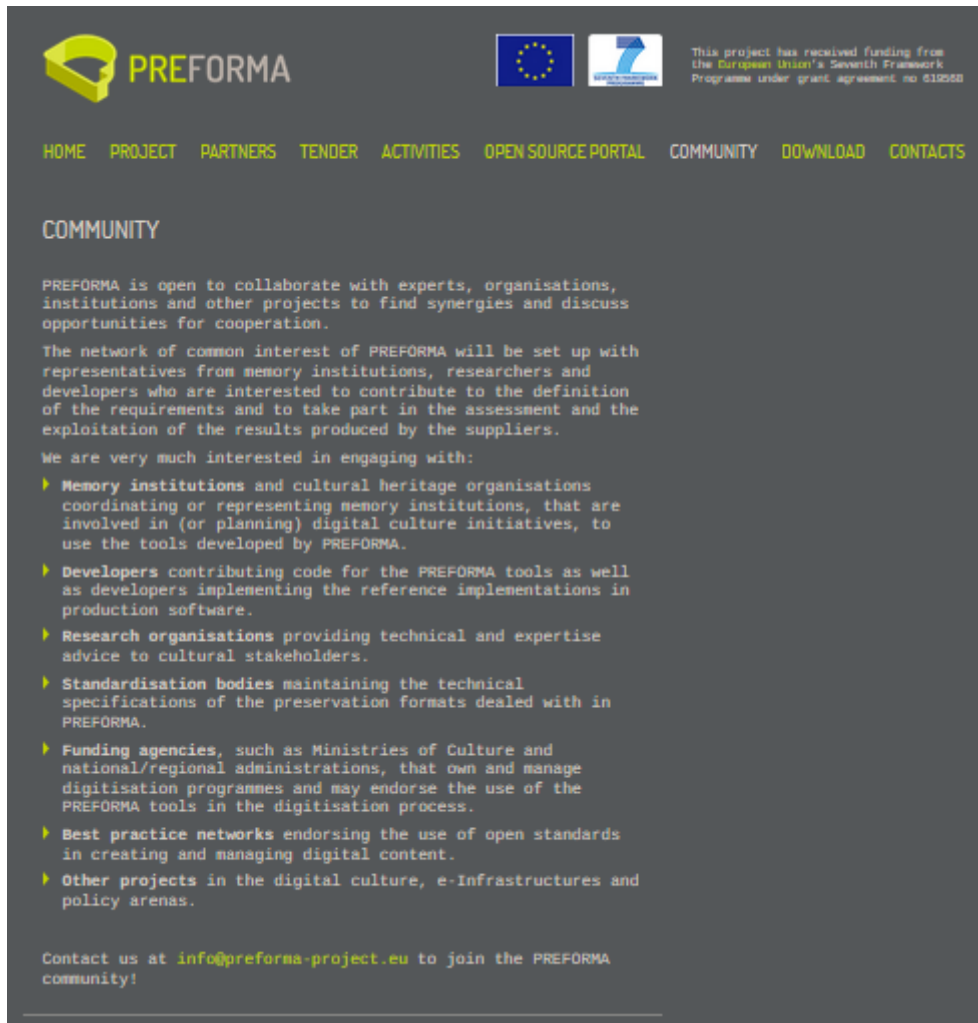 PREFORMA
This project has received funding from
the European Union's Seventh Framework
Programme under grant agreement no 619568
HOME PROJECT PARTNERS TENDER ACTIVITIES OPEN SOURCE PORTAL COMMUNITY DOWNLOAD CONTACTS
COMMUNITY
PREFORMA is open to collaborate with experts, organisations,
institutions and other projects to find synergies and discuss
opportunities for cooperation.
The network of common interest of PREFORMA will be set up with
representatives from memory institutions, researchers and
developers who are interested to contribute to the definition
of the requirements and to take part in the assessment and the
exploitation of the results produced by the suppliers.
We are very much interested in engaging with:
Memory institutions and cultural heritage organisations
coordinating or representing memory institutions, that are
involved in (or planning) digital culture initiatives, to
use the tools developed by PREFORMA.
Developers contributing code for the PREFORMA tools as well
as developers implementing the reference implementations in
production software.
Research organisations providing technical and expertise
advice to cultural stakeholders.
Standardisation bodies maintaining the technical
specifications of the preservation formats dealt with in
PREFORMA.
Funding agencies, such as Ministries of Culture and
national/regional administrations, that own and manage
digitisation programmes and may endorse the use of the
PREFORMA tools in the digitisation process.
Best practice networks endorsing the use of open standards
in creating and managing digital content.
Other projects in the digital culture, e-Infrastructures and
policy arenas.
Contact us at info@preforma-project.eu to join the PREFORMA
community!